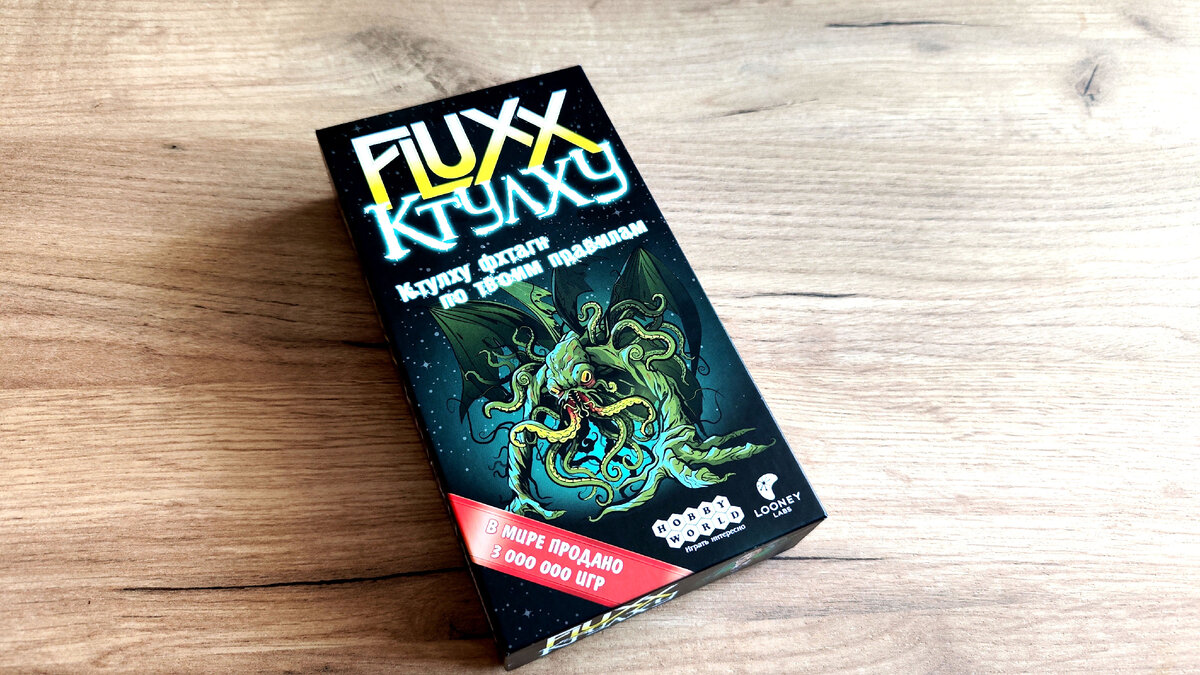 FLUXX
КТУЛХУ
Ктулху фхтагн
по твоим правилам
HOBBY
WORLD
Играть интересно
LOONEY
LABS
В МИРЕ ПРОДАНО
3 000 000 ИГР
FLUXX
КТУЛХУ